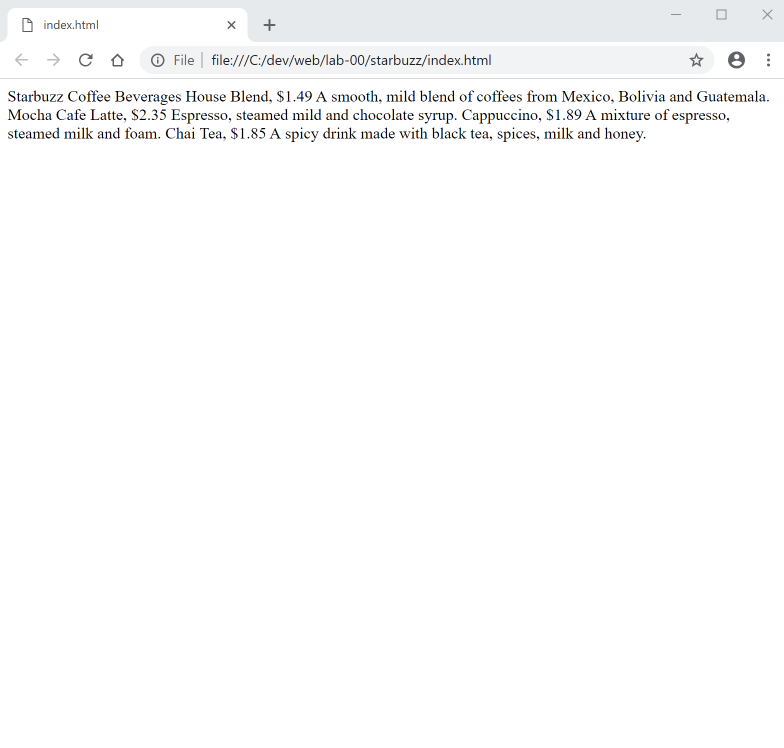 index.html
File
file:///C:/dev/web/lab-00/starbuzz/index.html
Starbuzz Coffee Beverages House Blend, $1.49 A smooth, mild blend of coffees from Mexico, Bolivia and Guatemala.
Mocha Cafe Latte, $2.35 Espresso, steamed mild and chocolate syrup. Cappuccino, $1.89 A mixture of espresso,
steamed milk and foam. Chai Tea, $1.85 A spicy drink made with black tea, spices, milk and honey.